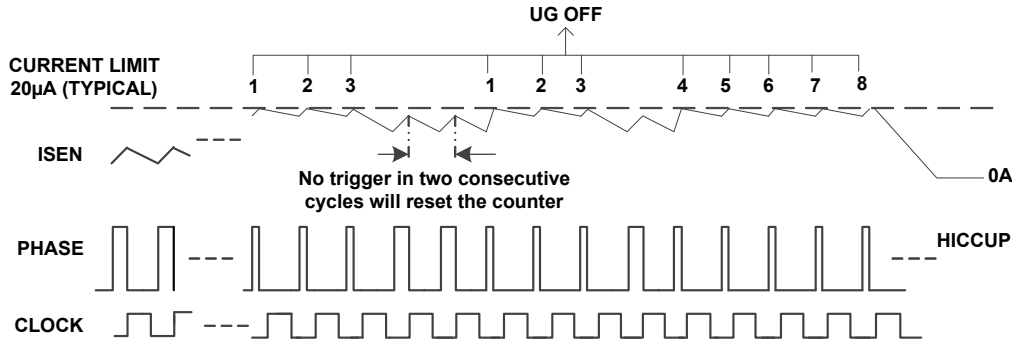 UG OFF
CURRENT LIMIT
20µA (TYPICAL)
1 2 3 1 2 3 4 5 6 7 8
ISEN
0A
No trigger in two consecutive
cycles will reset the counter
PHASE
HICCUP
CLOCK